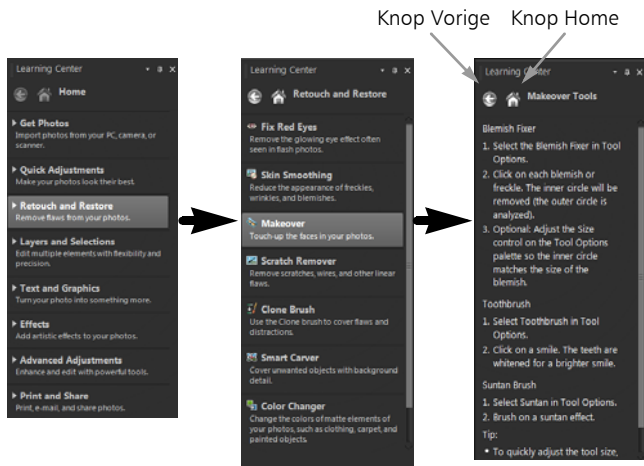 Knop Vorige Knop Home
Learning Center
Home
Get Photos
Import photos from your PC, camera, or
scanner.
Quick Adjustments
Make your photos look their best.
Retouch and Restore
Remove flaws from your photos.
Layers and Selections
Edit multiple elements with flexibility and
precision.
Text and Graphics
Turn your photo into something more.
Effects
Add artistic effects to your photos.
Advanced Adjustments
Enhance and edit with powerful tools.
Print and Share
Print, e-mail, and share photos.
Learning Center
Retouch and Restore
Fix Red Eyes
Remove the glowing eye effect often
seen in flash photos.
Skin Smoothing
Reduce the appearance of freckles,
wrinkles, and blemishes.
Makeover
Touch-up the faces in your photos.
Scratch Remover
Remove scratches, wires, and other linear
flaws.
Clone Brush
Use the Clone brush to cover flaws and
distractions.
Smart Carver
Cover unwanted objects with background
detail.
Color Changer
Change the colors of matte elements of
your photos, such as clothing, carpet, and
painted objects.
Learning Center
Makeover Tools
Blemish Fixer
1. Select the Blemish Fixer in Tool
Options.
2. Click on each blemish or
freckle. The inner circle will be
removed (the outer circle is
analyzed).
3. Optional: Adjust the Size
control on the Tool Options
palette so the inner circle
matches the size of the
blemish.
Toothbrush
1. Select Toothbrush in Tool
Options.
2. Click on a smile. The teeth are
whitened for a brighter smile.
Suntan Brush
1. Select Suntan in Tool Options.
2. Brush on a suntan effect.
Tip:
• To quickly adjust the tool size,